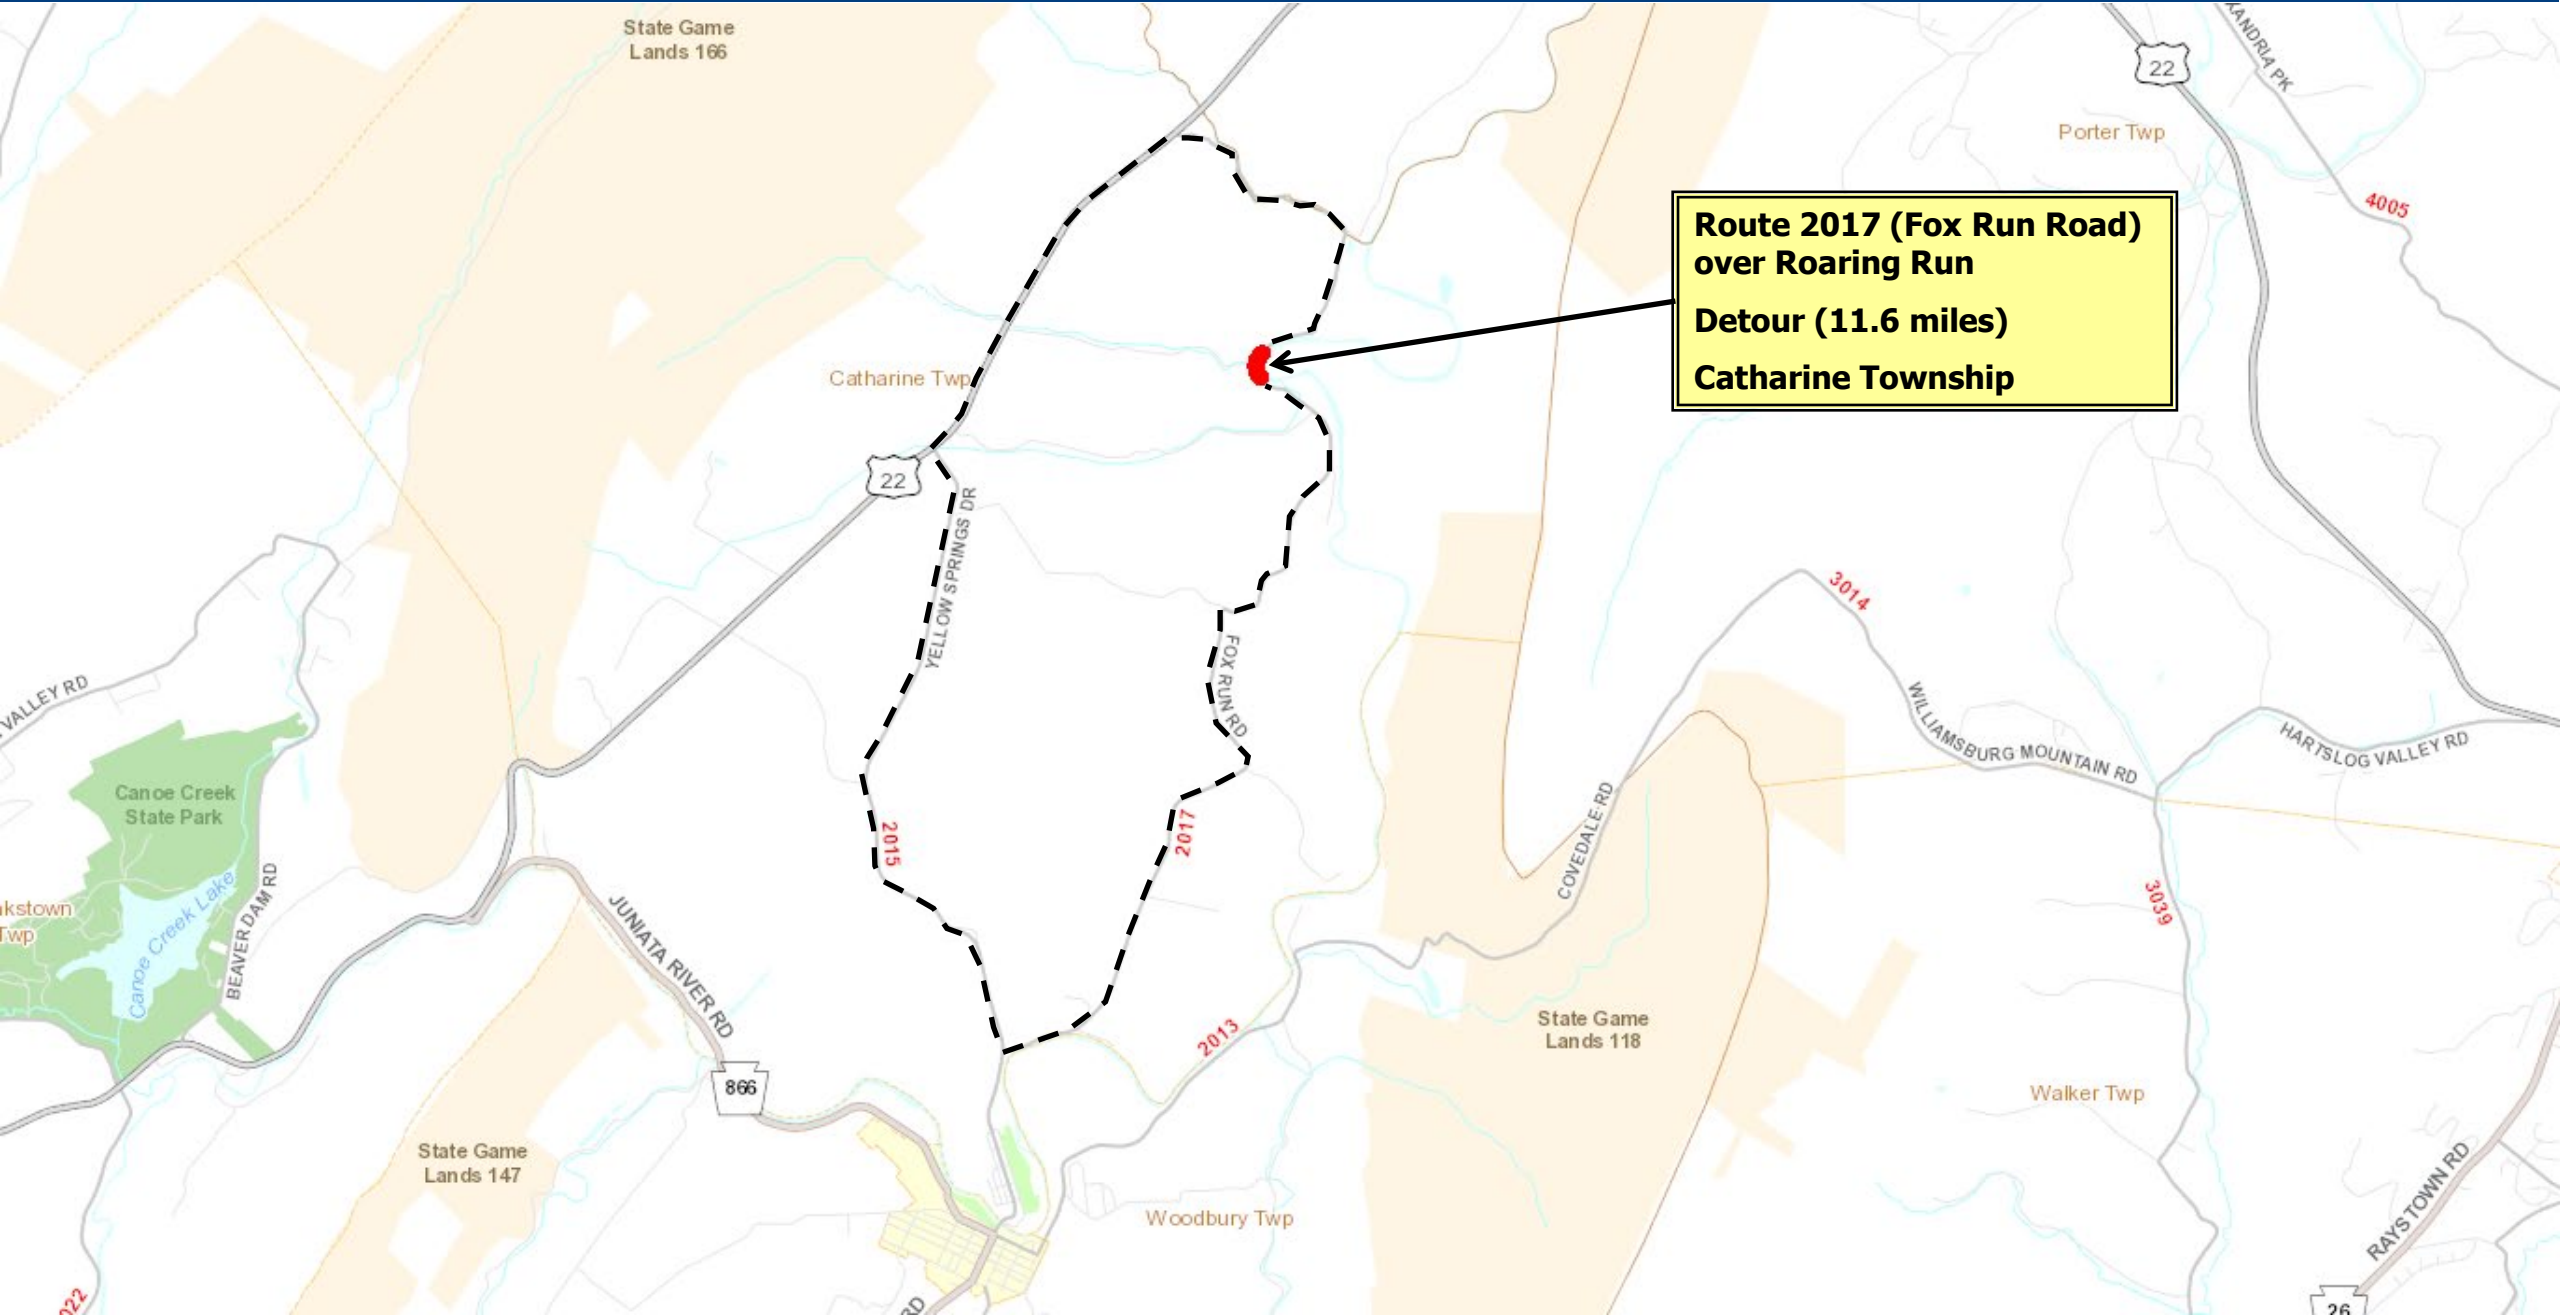 State Game
Lands 166
22
XANDRIA PK
Porter Twp
4005
Route 2017 (Fox Run Road)
over Roaring Run
Detour (11.6 miles)
Catharine Township
Catharine Twp
22
YELLOW SPRINGS DR
3014
FOX RUN RD
VALLEY RD
WILLIAMSBURG MOUNTAIN RD
HARTSLOG VALLEY RD
Canoe Creek
State Park
2015
2017
COVEDALE RD
kstown
Twp
Canoe Creek Lake
BEAVER DAM RD
JUNIATA RIVER RD
3039
2013
State Game
Lands 118
866
Walker Twp
State Game
Lands 147
Woodbury Twp
RAYSTOWN RD
022
RD
26